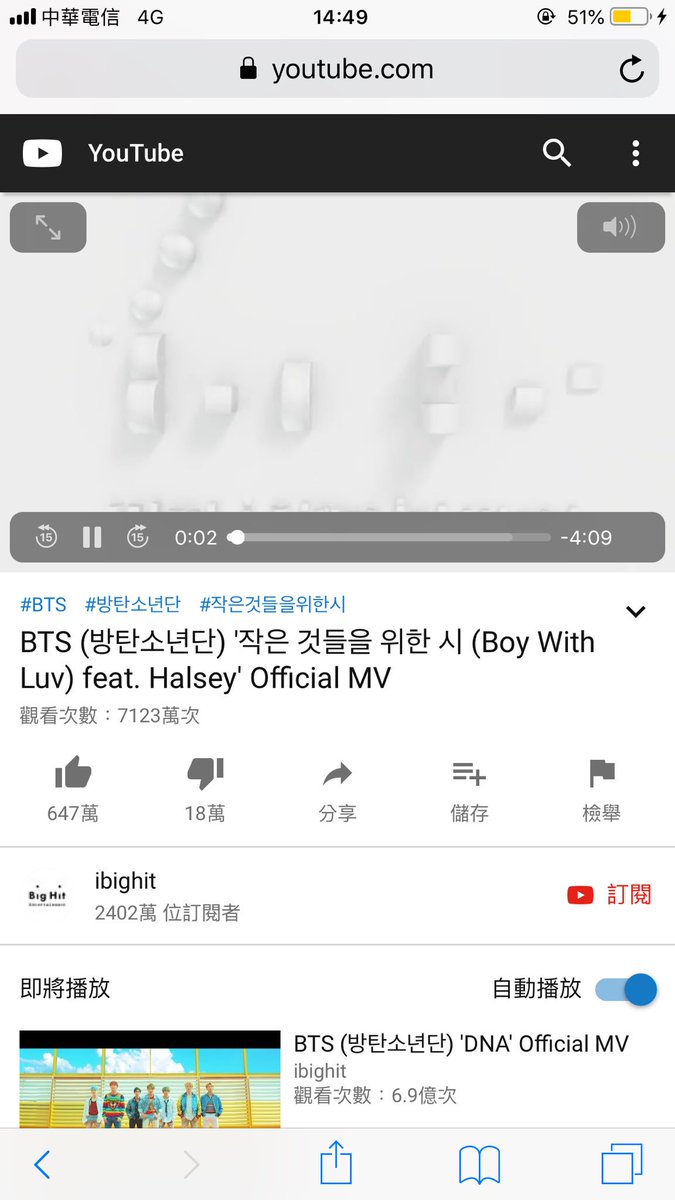 中華電信 4G 14:49 51%
youtube.com
YouTube
15 15 0:02 -4:09
#BTS #방탄소년단 #작은것들을위한시
BTS (방탄소년단) '작은 것들을 위한 시 (Boy With
Luv) feat. Halsey' Official MV
觀看次數：7123萬次
647萬 18萬 分享 儲存 檢舉
Big Hit
Entertainment
ibighit
2402萬 位訂閱者
訂閱
即將播放 自動播放
BTS (방탄소년단) 'DNA' Official MV
ibighit
觀看次數：6.9億次